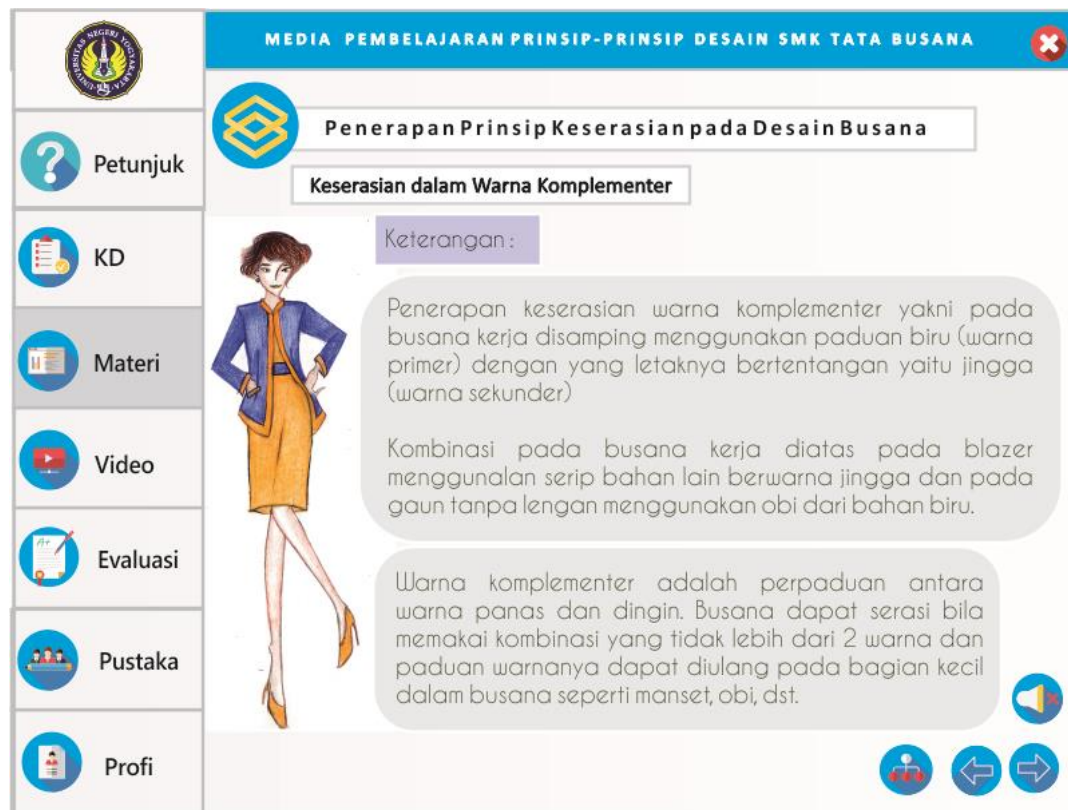 UNIVERSITAS NEGERI YOGYAKARTA
MEDIA PEMBELAJARAN PRINSIP-PRINSIP DESAIN SMK TATA BUSANA
Petunjuk
KD
Materi
Video
Evaluasi
Pustaka
Profi
Penerapan Prinsip Keserasian pada Desain Busana
Keserasian dalam Warna Komplementer
Keterangan :
Penerapan keserasian warna komplementer yakni pada
busana kerja disamping menggunakan paduan biru (warna
primer) dengan yang letaknya bertentangan yaitu jingga
(warna sekunder)
Kombinasi pada busana kerja diatas pada blazer
menggunalan serip bahan lain berwarna jingga dan pada
gaun tanpa lengan menggunakan obi dari bahan biru.
Warna komplementer adalah perpaduan antara
warna panas dan dingin. Busana dapat serasi bila
memakai kombinasi yang tidak lebih dari 2 warna dan
paduan warnanya dapat diulang pada bagian kecil
dalam busana seperti manset, obi, dst.